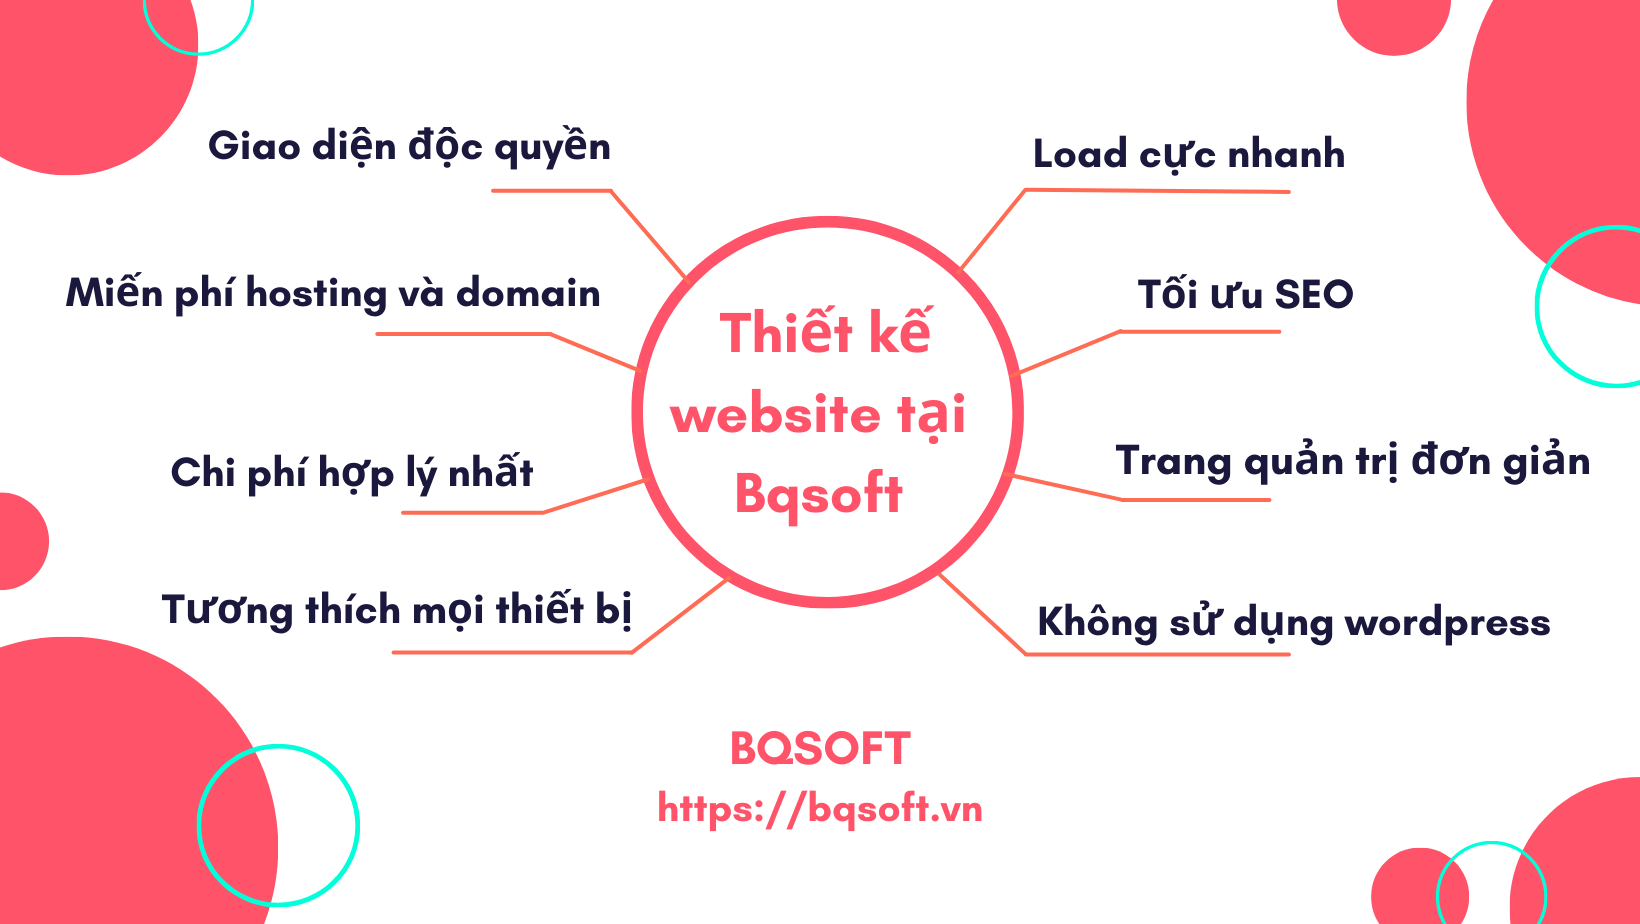 Giao diện độc quyền
Miến phí hosting và domain
Chi phí hợp lý nhất
Tương thích mọi thiết bị
Thiết kế
website tại
Bqsoft
Load cực nhanh
Tối ưu SEO
Trang quản trị đơn giản
Không sử dụng wordpress
BQSOFT
https://bqsoft.vn